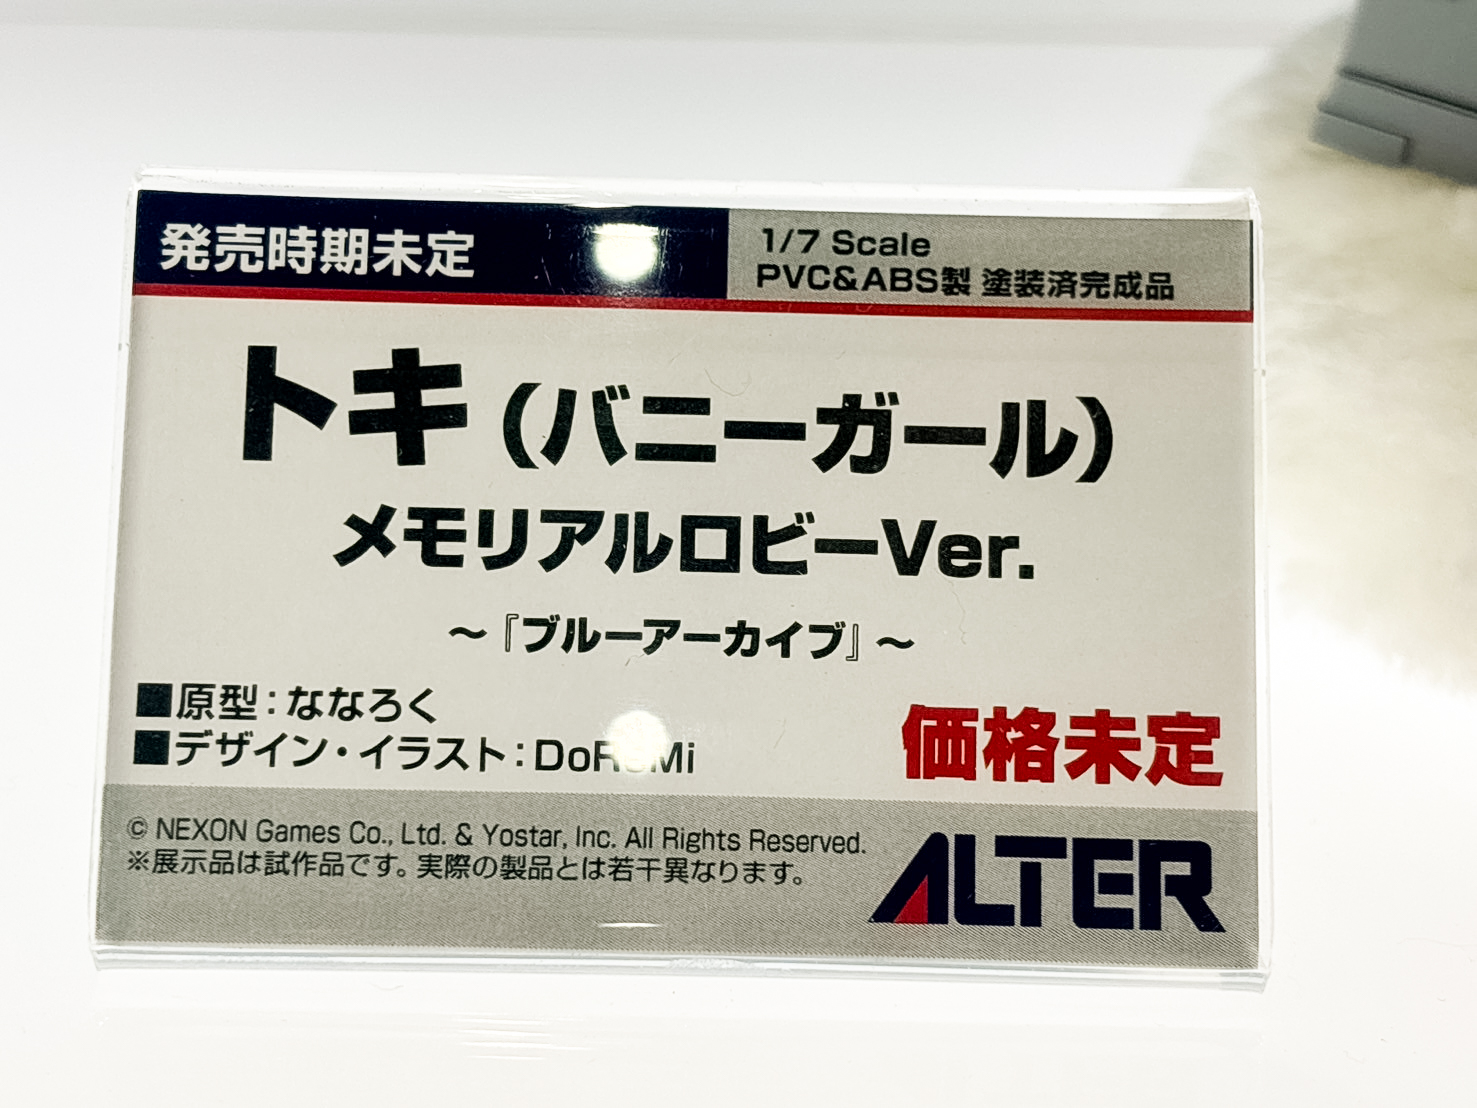 発売時期未定
1/7 Scale
PVC&ABS製 塗装済完成品
トキ（バニーガール）
メモリアルロビーVer.
～『ブルーアーカイブ』～
■原型：ななろく
■デザイン・イラスト：DoReMi
価格未定
© NEXON Games Co., Ltd. & Yostar, Inc. All Rights Reserved.
※展示品は試作品です。実際の製品とは若干異なります。
ALTER